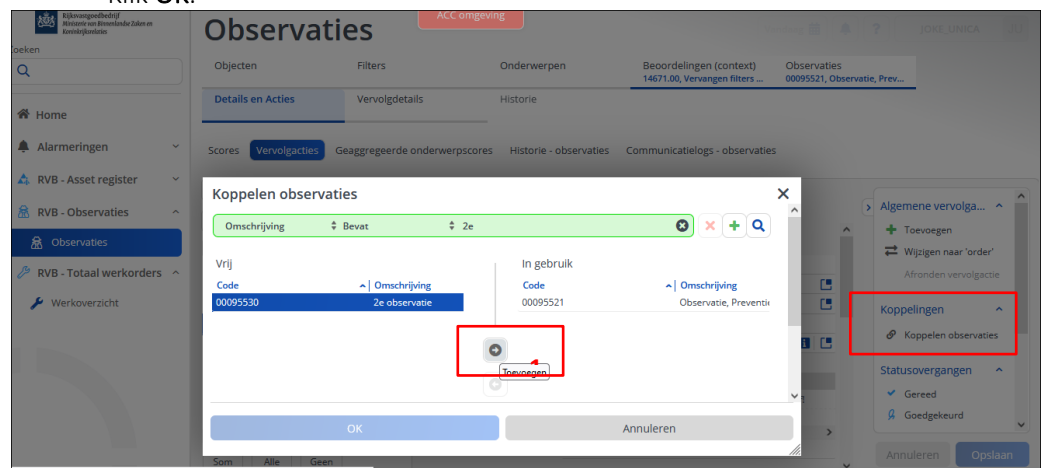 Klik OK.
Rijksvastgoedbedrijf
Ministerie van Binnenlandse Zaken en
Koninkrijksrelaties
Zoeken
Observaties
ACC omgeving
? JOKE_UNICA
Objecten Filters Onderwerpen Beoordelingen (context) Observaties
14671.00, Vervangen filters ... 00095521, Observatie, Prev...
Details en Acties Vervolgdetails Historie
Home
Alarmeringen
RVB - Asset register
RVB - Observaties
Observaties
RVB - Totaal werkorders
Werkoverzicht
Scores Vervolgacties Geaggregeerde onderwerpscores Historie - observaties Communicatielogs - observaties
Koppelen observaties
Omschrijving Bevat 2e
Vrij In gebruik
Code Omschrijving Code Omschrijving
00095530 2e observatie 00095521 Observatie, Preventie
Toevoegen
OK Annuleren
Algemene vervolga...
Toevoegen
Wijzigen naar 'order'
Afronden vervolgactie
Koppelingen
Koppelen observaties
Statusovergangen
Gereed
Goedgekeurd
Annuleren Opslaan
Som Alle Geen